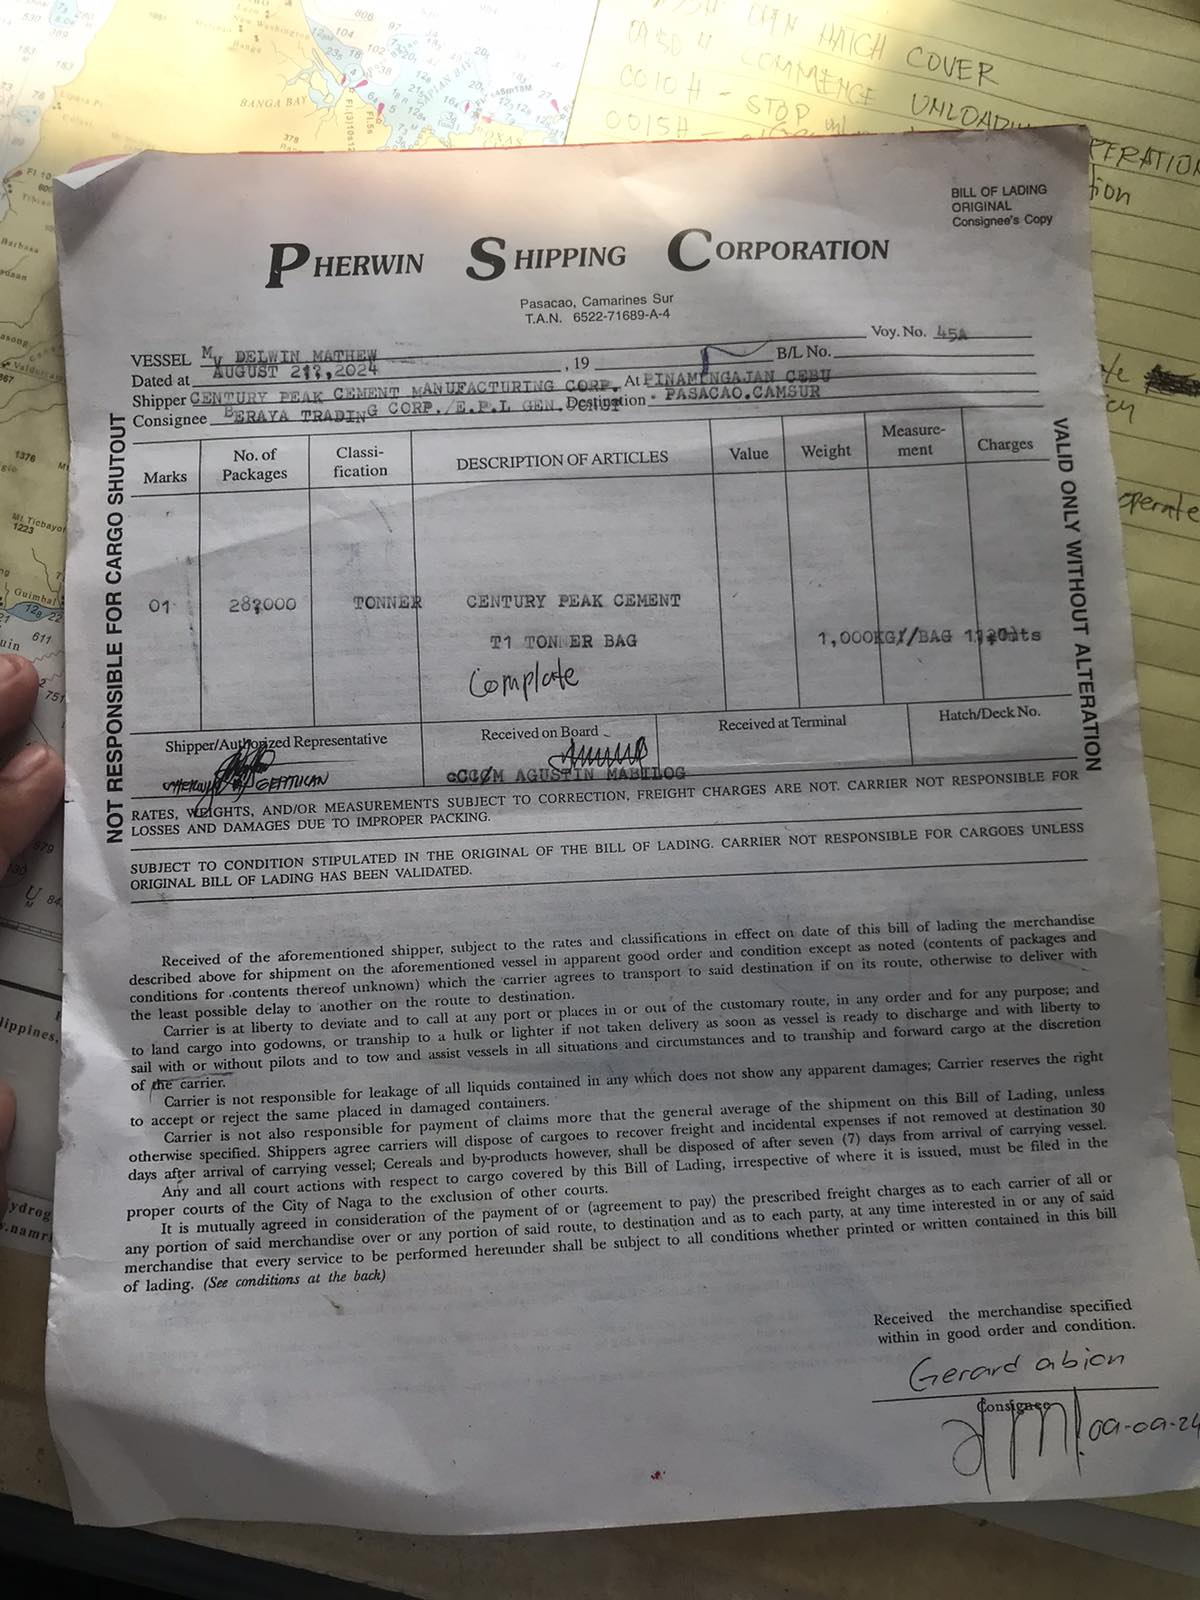 BANGA BAY
SAPIAN BAY
HATCH COVER
COMMENCE UNLOADING OPERATION
0010H - STOP
0015H -
BILL OF LADING
ORIGINAL
Consignee's Copy
PHERWIN SHIPPING CORPORATION
Pasacao, Camarines Sur
T.A.N. 6522-71689-A-4
Voy. No. 45A
VESSEL MV DELWIN MATHEW , 19 B/L No.
Dated at AUGUST 2, 2024 At PINAMUNGAJAN CEBU
Shipper CENTURY PEAK CEMENT MANUFACTURING CORP. Destination PASACAO.CAMSUR
Consignee BERAYA TRADING CORP./E.P.L GEN.
NOT RESPONSIBLE FOR CARGO SHUTOUT
VALID ONLY WITHOUT ALTERATION
Marks No. of Packages Classi-fication DESCRIPTION OF ARTICLES Value Weight Measure-ment Charges
01 TONNER CENTURY PEAK CEMENT
T1 TONNER BAG 1,000KG/BAG
Complate
Shipper/Authorized Representative Received on Board Received at Terminal Hatch/Deck No.
AGUSTIN MABILOG
RATES, WEIGHTS, AND/OR MEASUREMENTS SUBJECT TO CORRECTION, FREIGHT CHARGES ARE NOT. CARRIER NOT RESPONSIBLE FOR
LOSSES AND DAMAGES DUE TO IMPROPER PACKING.
SUBJECT TO CONDITION STIPULATED IN THE ORIGINAL OF THE BILL OF LADING. CARRIER NOT RESPONSIBLE FOR CARGOES UNLESS
ORIGINAL BILL OF LADING HAS BEEN VALIDATED.
Received of the aforementioned shipper, subject to the rates and classifications in effect on date of this bill of lading the merchandise
described above for shipment on the aforementioned vessel in apparent good order and condition except as noted (contents of packages and
conditions for contents thereof unknown) which the carrier agrees to transport to said destination if on its route, otherwise to deliver with
the least possible delay to another on the route to destination.
Carrier is at liberty to deviate and to call at any port or places in or out of the customary route, in any order and for any purpose; and
to land cargo into godowns, or tranship to a hulk or lighter if not taken delivery as soon as vessel is ready to discharge and with liberty to
sail with or without pilots and to tow and assist vessels in all situations and circumstances and to tranship and forward cargo at the discretion
of the carrier.
Carrier is not responsible for leakage of all liquids contained in any which does not show any apparent damages; Carrier reserves the right
to accept or reject the same placed in damaged containers.
Carrier is not also responsible for payment of claims more that the general average of the shipment on this Bill of Lading, unless
otherwise specified. Shippers agree carriers will dispose of cargoes to recover freight and incidental expenses if not removed at destination 30
days after arrival of carrying vessel; Cereals and by-products however, shall be disposed of after seven (7) days from arrival of carrying vessel.
Any and all court actions with respect to cargo covered by this Bill of Lading, irrespective of where it is issued, must be filed in the
proper courts of the City of Naga to the exclusion of other courts.
It is mutually agreed in consideration of the payment of or (agreement to pay) the prescribed freight charges as to each carrier of all or
any portion of said merchandise over or any portion of said route, to destination and as to each party, at any time interested in or any of said
merchandise that every service to be performed hereunder shall be subject to all conditions whether printed or written contained in this bill
of lading. (See conditions at the back)
Received the merchandise specified
within in good order and condition.
Gerard abion
Consignee
09-09-24